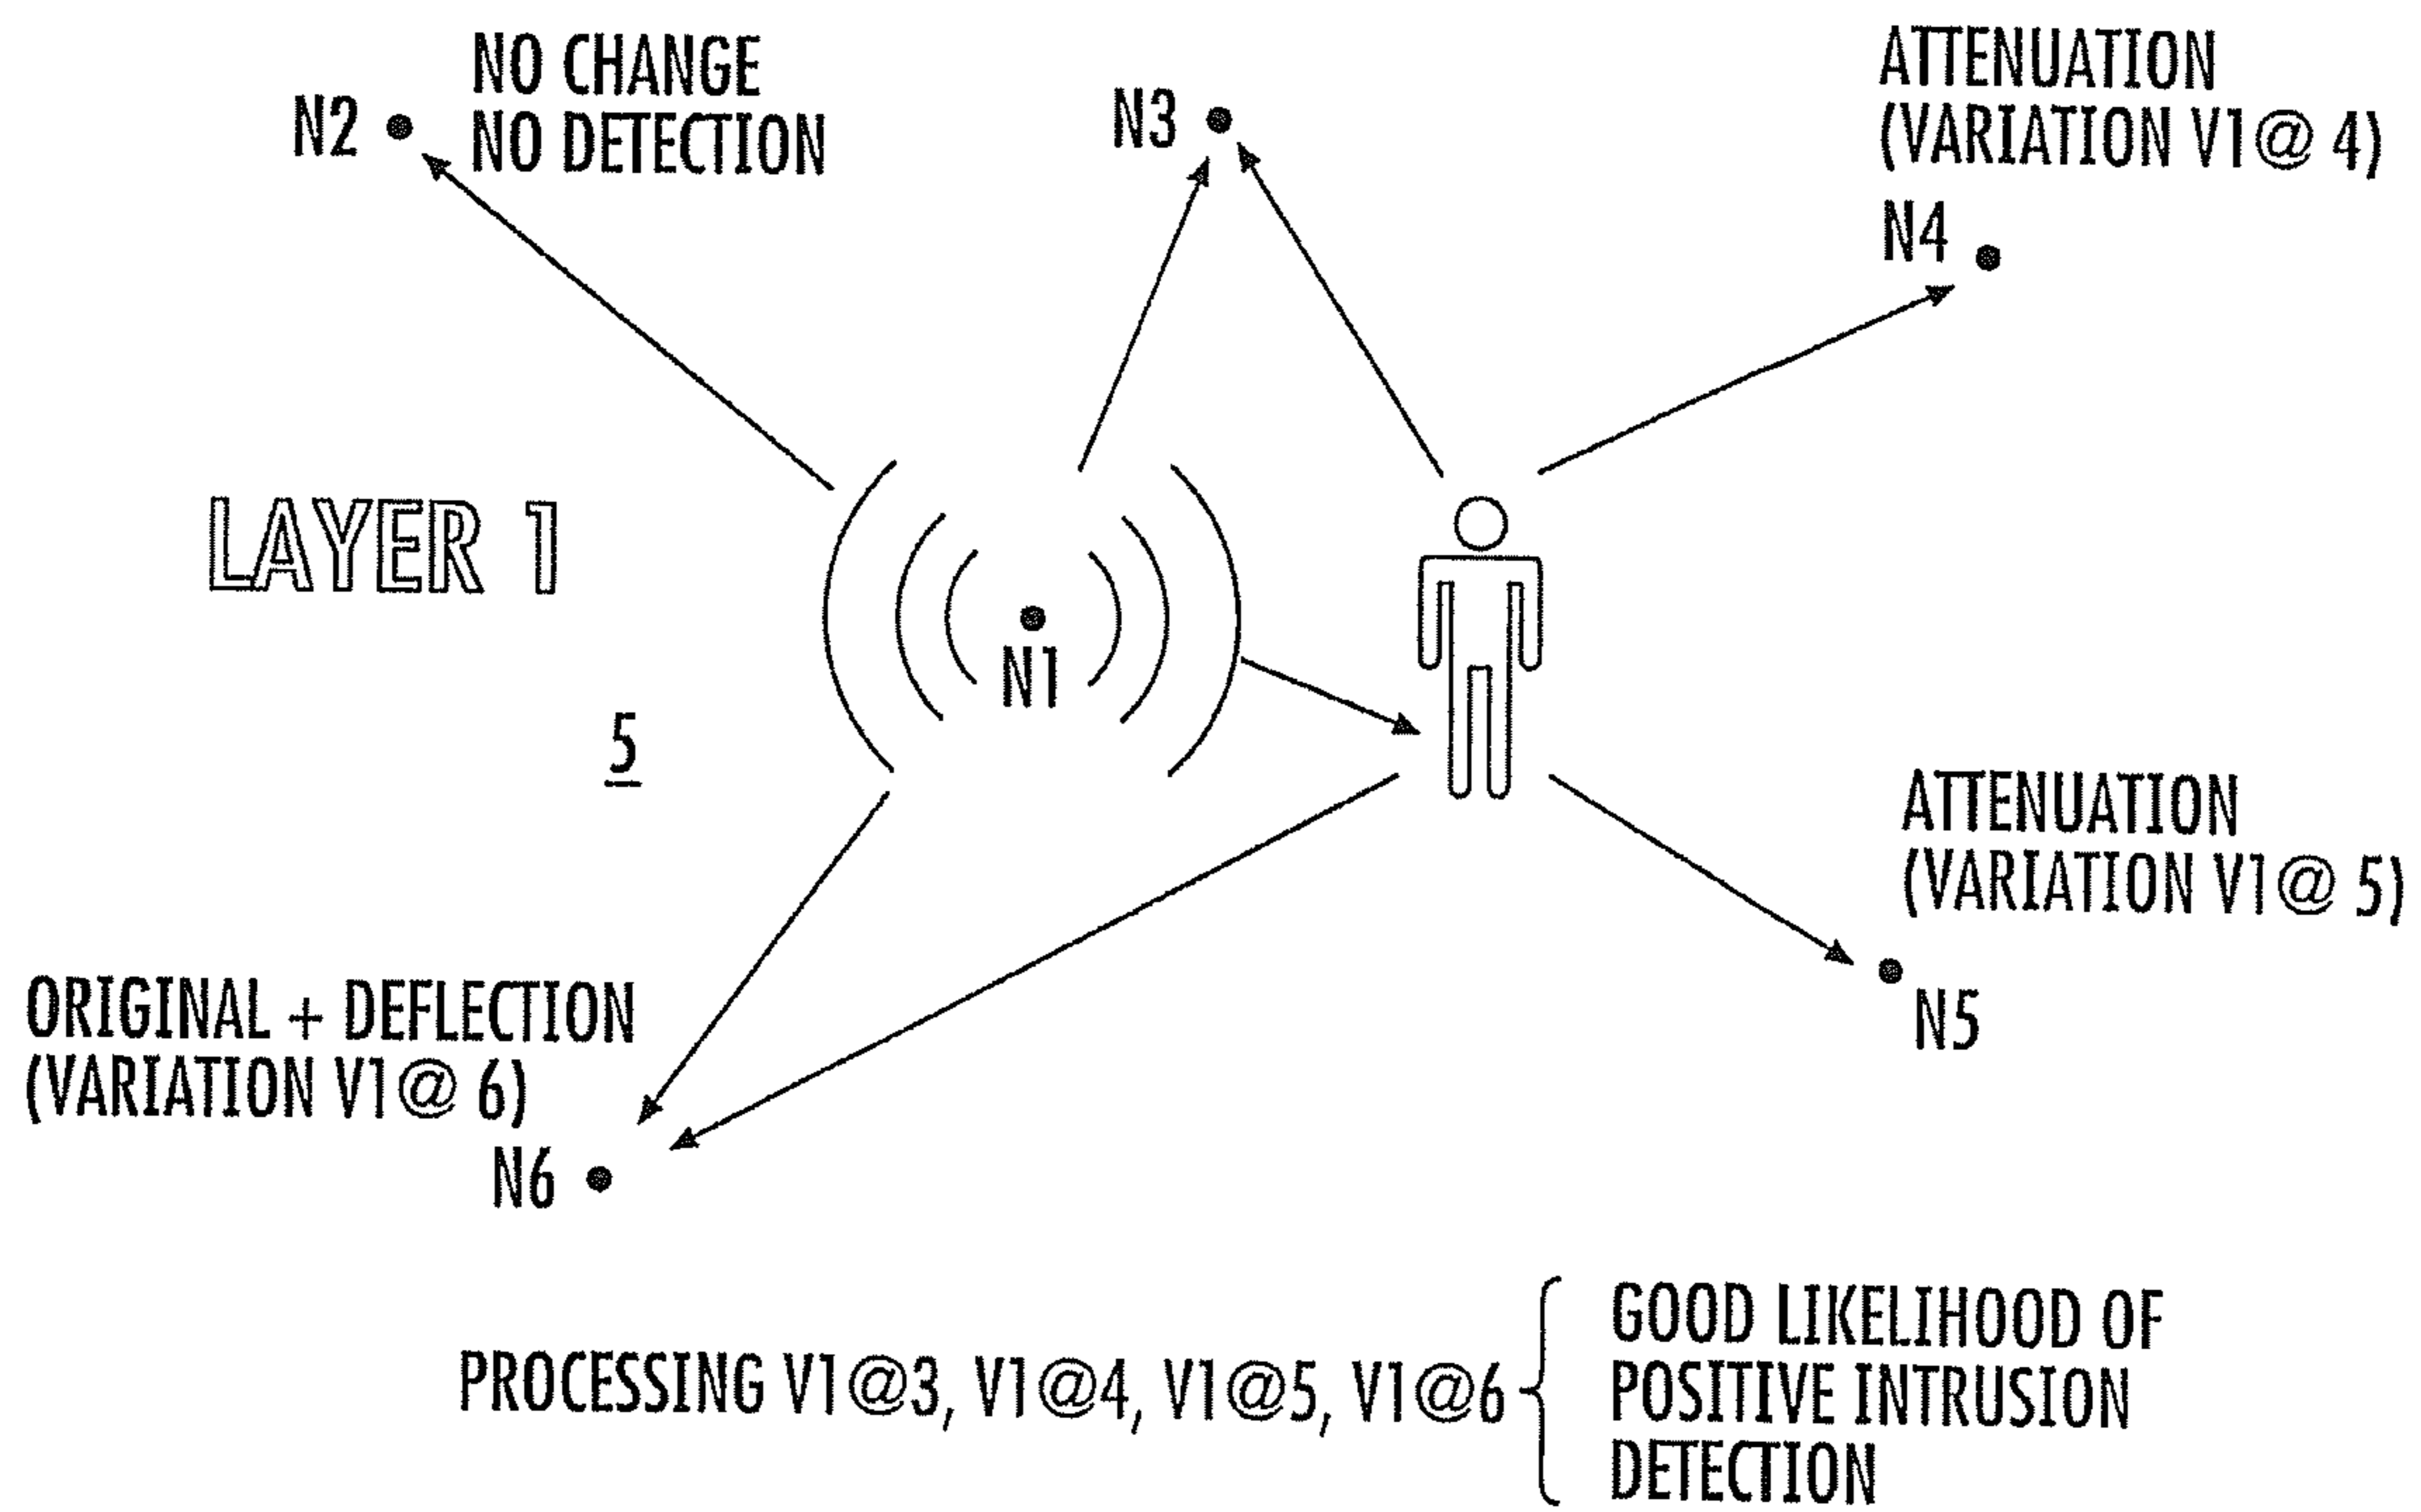 NO CHANGE
N2 NO DETECTION
N3
ATTENUATION
(VARIATION V1@ 4)
N4
LAYER 1
N1
5
ATTENUATION
(VARIATION V1@ 5)
N5
ORIGINAL + DEFLECTION
(VARIATION V1@ 6)
N6
PROCESSING V1@3, V1@4, V1@5, V1@6
GOOD LIKELIHOOD OF
POSITIVE INTRUSION
DETECTION